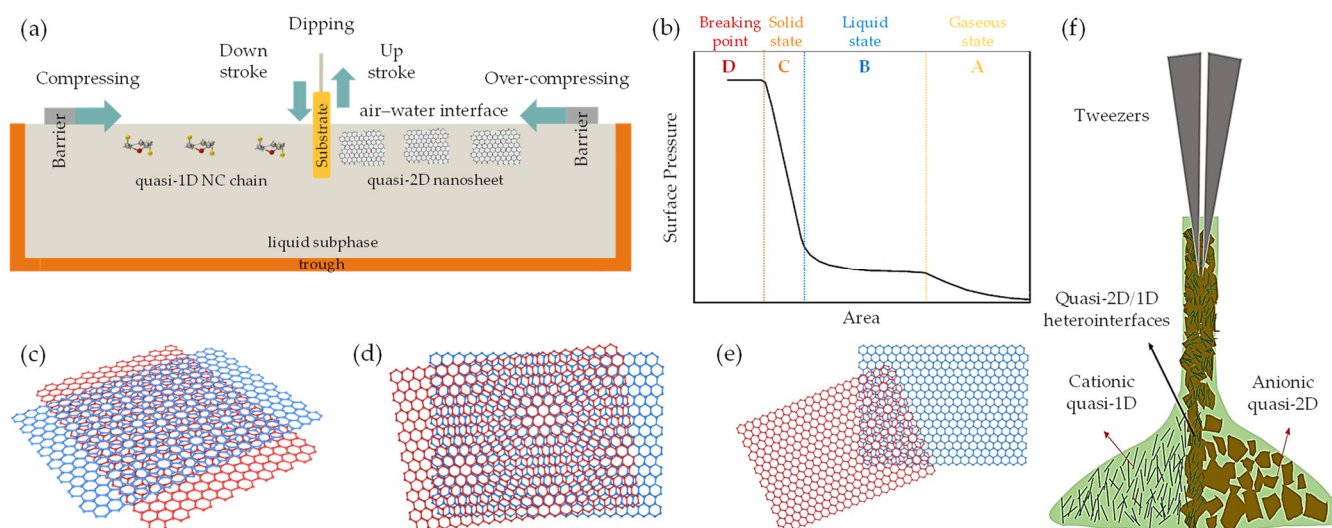 (a)
Dipping
Down
stroke
Up
stroke
Compressing
Over-compressing
Barrier
Substrate
air–water interface
Barrier
quasi-1D NC chain
quasi-2D nanosheet
liquid subphase
trough
(b)
Breaking
point
Solid
state
Liquid
state
Gaseous
state
D
C
B
A
Surface Pressure
Area
(c)
(d)
(e)
(f)
Tweezers
Quasi-2D/1D
heterointerfaces
Cationic
quasi-1D
Anionic
quasi-2D